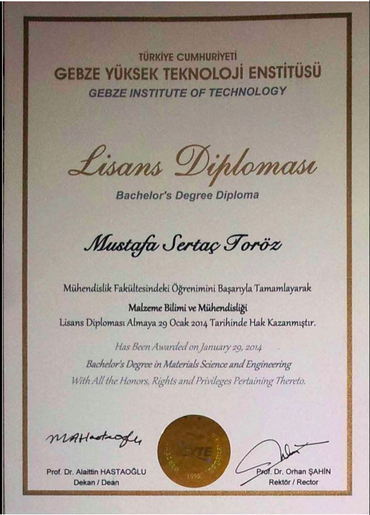 TÜRKİYE CUMHURİYETİ
GEBZE YÜKSEK TEKNOLOJİ ENSTİTÜSÜ
GEBZE INSTITUTE OF TECHNOLOGY
Lisans Diploması
Bachelor's Degree Diploma
Mustafa Sertaç Toröz
Mühendislik Fakültesindeki Öğrenimini Başarıyla Tamamlayarak
Malzeme Bilimi ve Mühendisliği
Lisans Diploması Almaya 29 Ocak 2014 Tarihinde Hak Kazanmıştır.
Has Been Awarded on January 29, 2014
Bachelor's Degree in Materials Science and Engineering
With All the Honors, Rights and Privileges Pertaining Thereto.
Prof. Dr. Alaittin HASTAOĞLU
Dekan / Dean
GYTE
Prof. Dr. Orhan ŞAHİN
Rektör / Rector